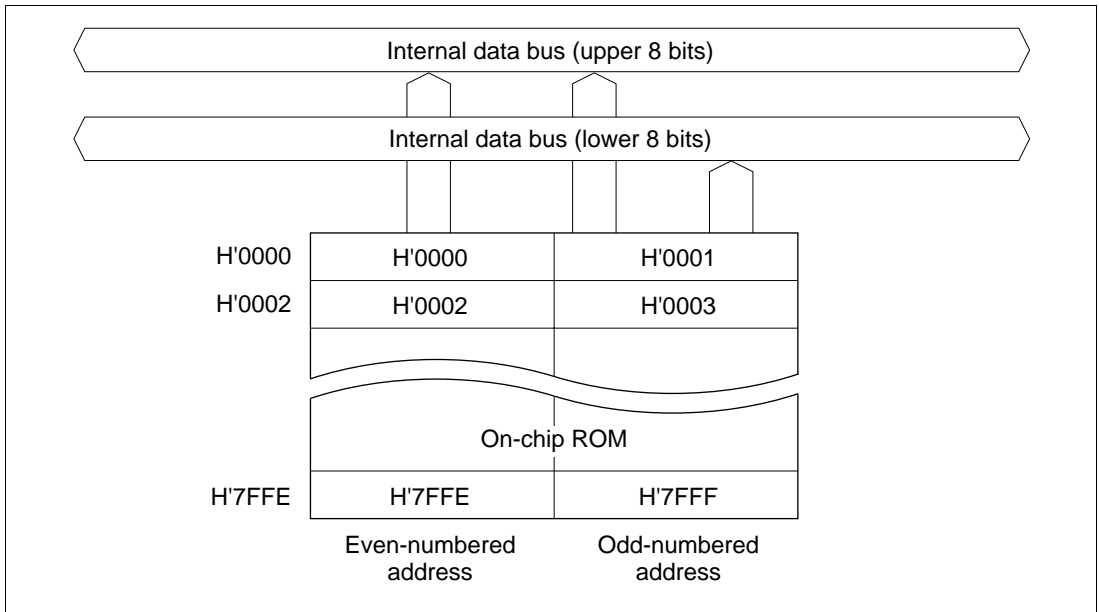 Internal data bus (upper 8 bits)
Internal data bus (lower 8 bits)
H'0000 H'0000 H'0001
H'0002 H'0002 H'0003
On-chip ROM
H'7FFE H'7FFE H'7FFF
Even-numbered address
Odd-numbered address